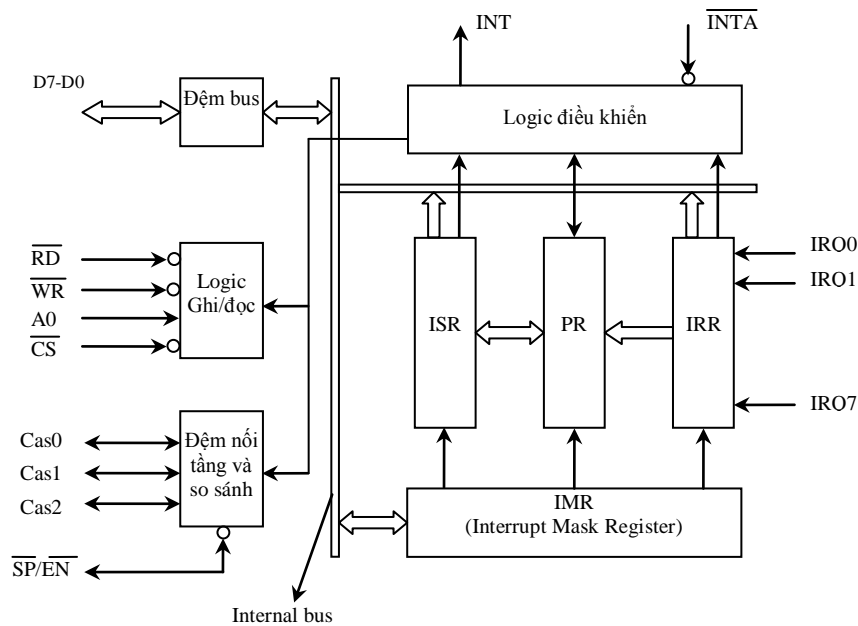 INT
INTA
D7-D0
Đệm bus
Logic điều khiển
RD
WR
A0
CS
Logic
Ghi/đọc
ISR
PR
IRR
IRO0
IRO1
IRO7
Cas0
Cas1
Cas2
Đệm nối
tầng và
so sánh
SP/EN
IMR
(Interrupt Mask Register)
Internal bus